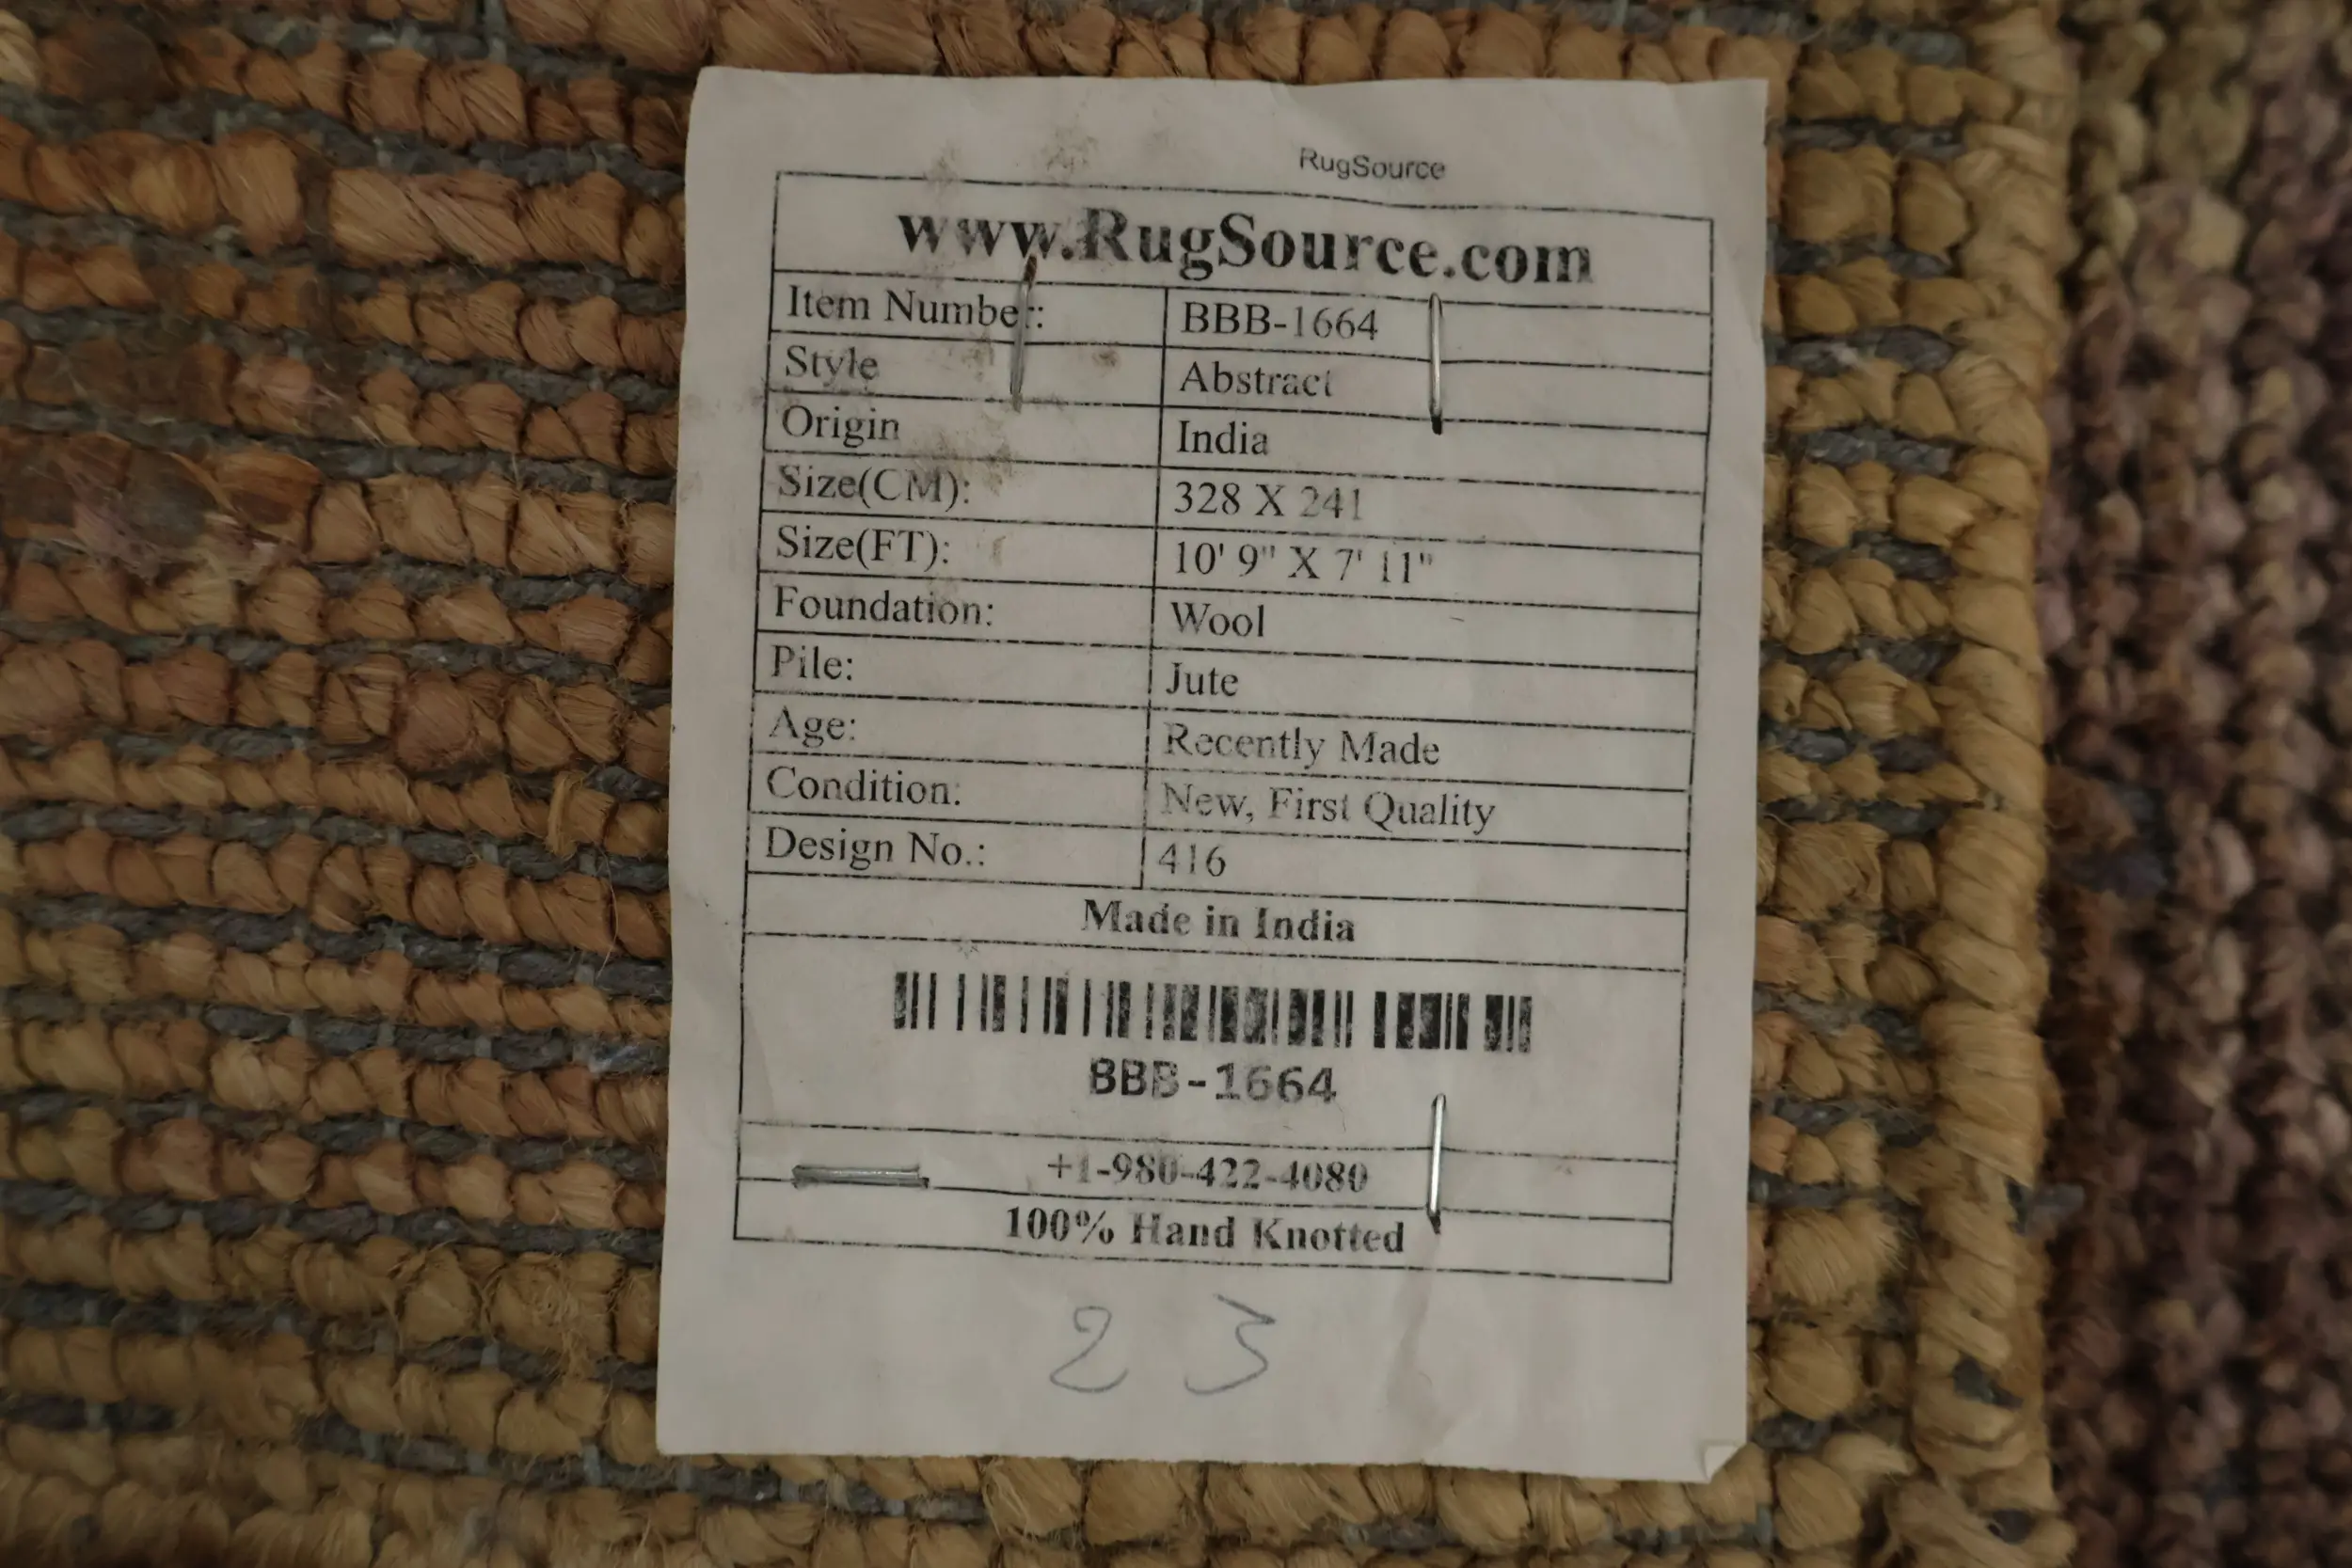 RugSource
www.RugSource.com
Item Number: BBB-1664
Style Abstract
Origin India
Size(CM): 328 X 241
Size(FT): 10' 9" X 7' 11"
Foundation: Wool
Pile: Jute
Age: Recently Made
Condition: New, First Quality
Design No.: 416
Made in India
BBB-1664
+1-980-422-4080
100% Hand Knotted
23